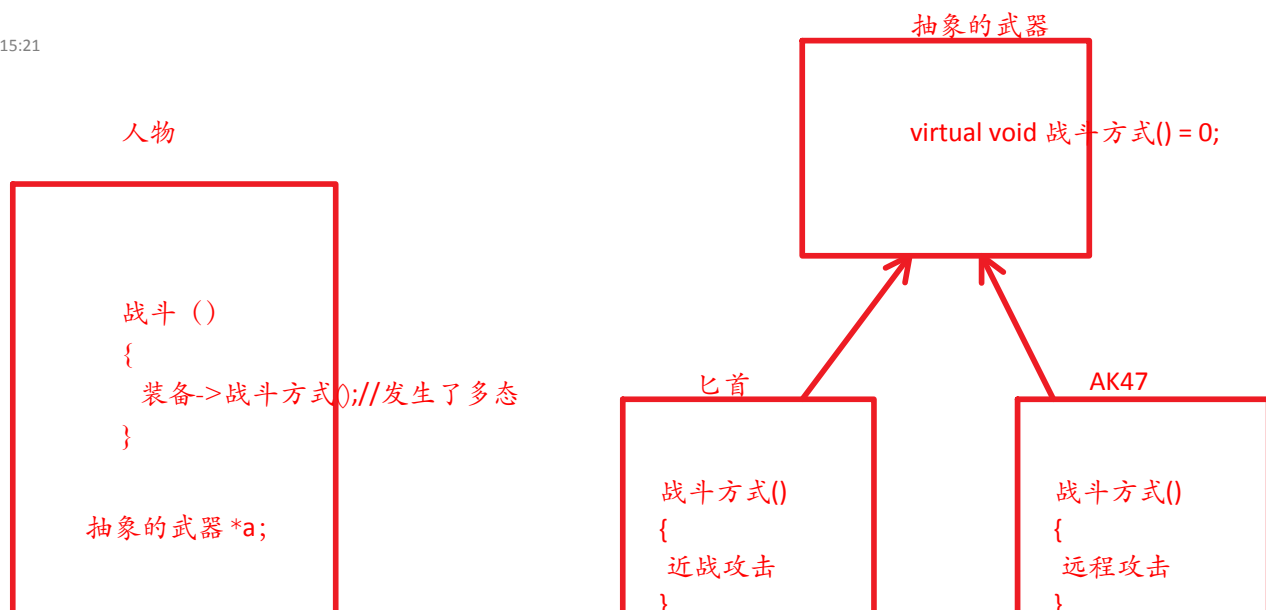 15:21
人物
战斗（）
{
装备->战斗方式();//发生了多态
}
抽象的武器 *a；
抽象的武器
virtual void 战斗方式() = 0;
匕首
战斗方式()
{
近战攻击
}
AK47
战斗方式()
{
远程攻击
}